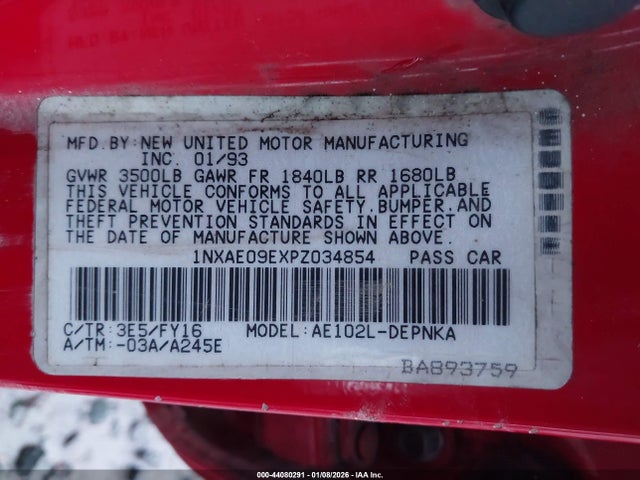 MFD.BY:NEW UNITED MOTOR MANUFACTURING
INC. 01/93
GVWR 3500LB GAWR FR 1840LB RR 1680LB
THIS VEHICLE CONFORMS TO ALL APPLICABLE
FEDERAL MOTOR VEHICLE SAFETY,BUMPER,AND
THEFT PREVENTION STANDARDS IN EFFECT ON
THE DATE OF MANUFACTURE SHOWN ABOVE.
1NXAE09EXPZ034854 PASS CAR
C/TR:3E5/FY16 MODEL:AE102L-DEPNKA
A/TM:-03A/A245E
BA893759
000-44080291 - 01/08/2026 - IAA Inc.